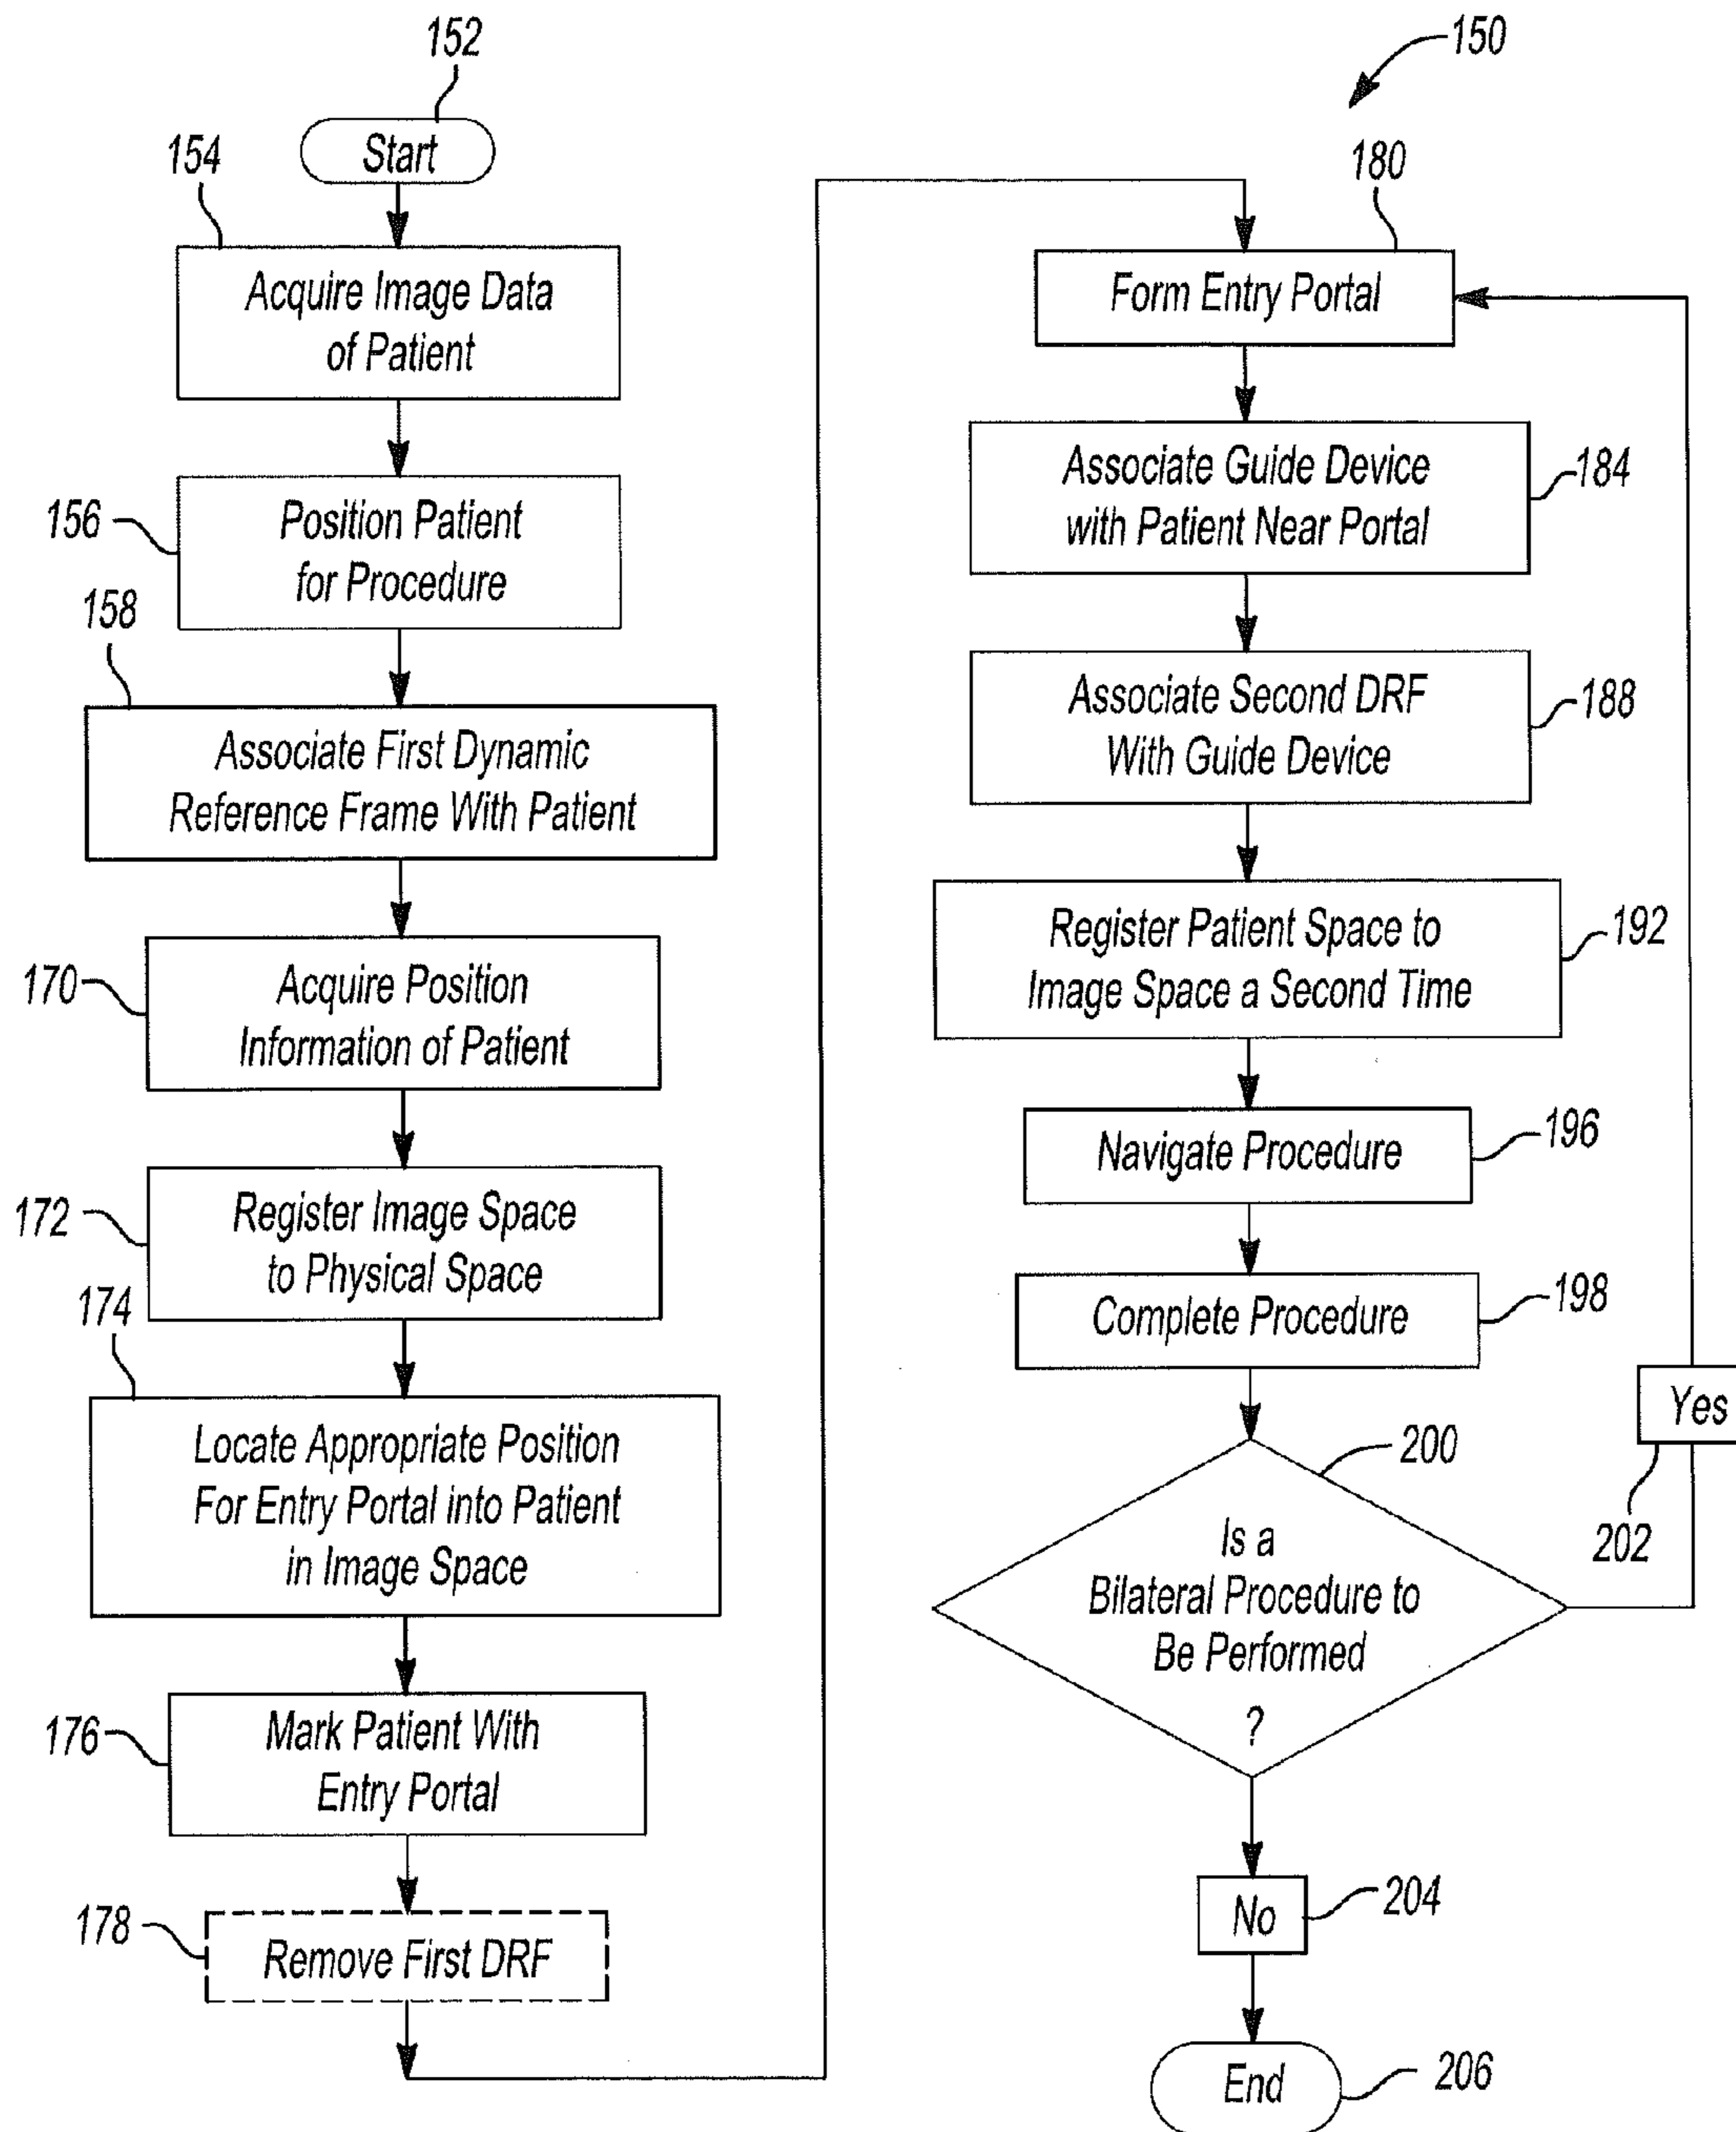 150
152
Start
154
Acquire Image Data
of Patient
156
Position Patient
for Procedure
158
Associate First Dynamic
Reference Frame With Patient
170
Acquire Position
Information of Patient
172
Register Image Space
to Physical Space
174
Locate Appropriate Position
For Entry Portal into Patient
in Image Space
176
Mark Patient With
Entry Portal
178
Remove First DRF
180
Form Entry Portal
Associate Guide Device
with Patient Near Portal
184
Associate Second DRF
With Guide Device
188
Register Patient Space to
Image Space a Second Time
192
Navigate Procedure
196
Complete Procedure
198
200
Is a
Bilateral Procedure to
Be Performed
?
Yes
202
No
204
End
206